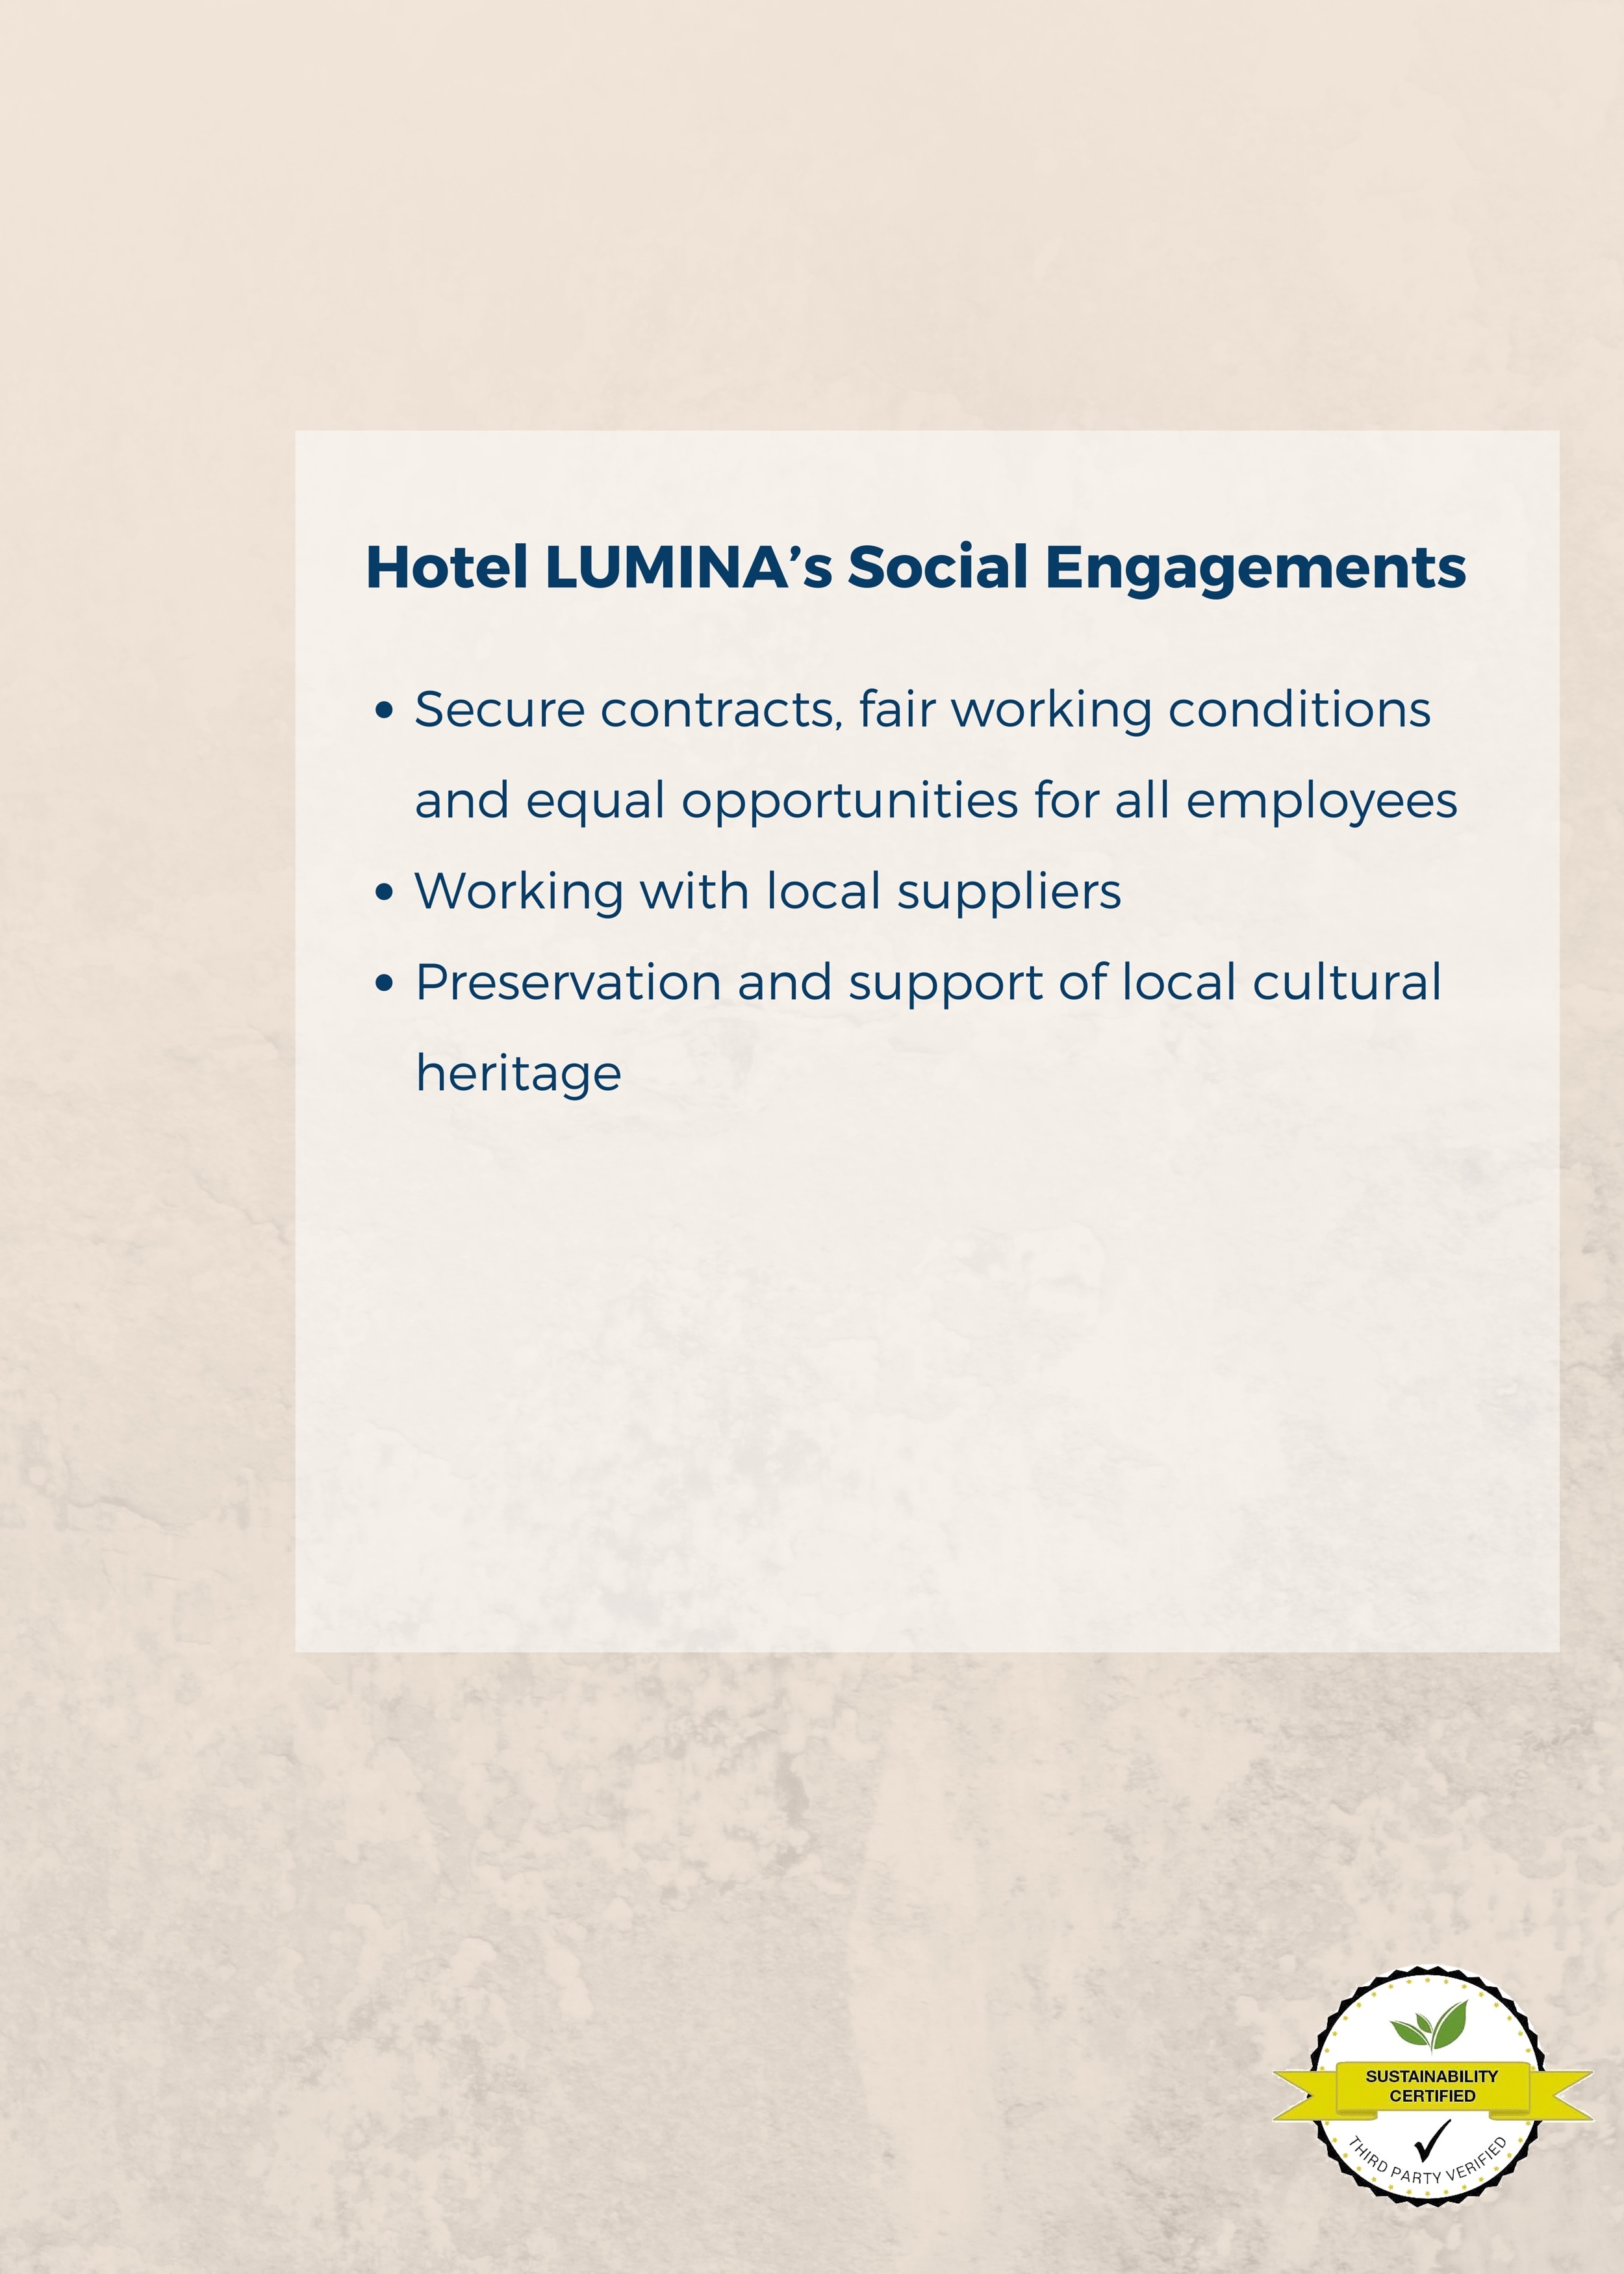 Hotel LUMINA’s Social Engagements
• Secure contracts, fair working conditions
and equal opportunities for all employees
• Working with local suppliers
• Preservation and support of local cultural
heritage
SUSTAINABILITY
CERTIFIED
THIRD PARTY VERIFIED